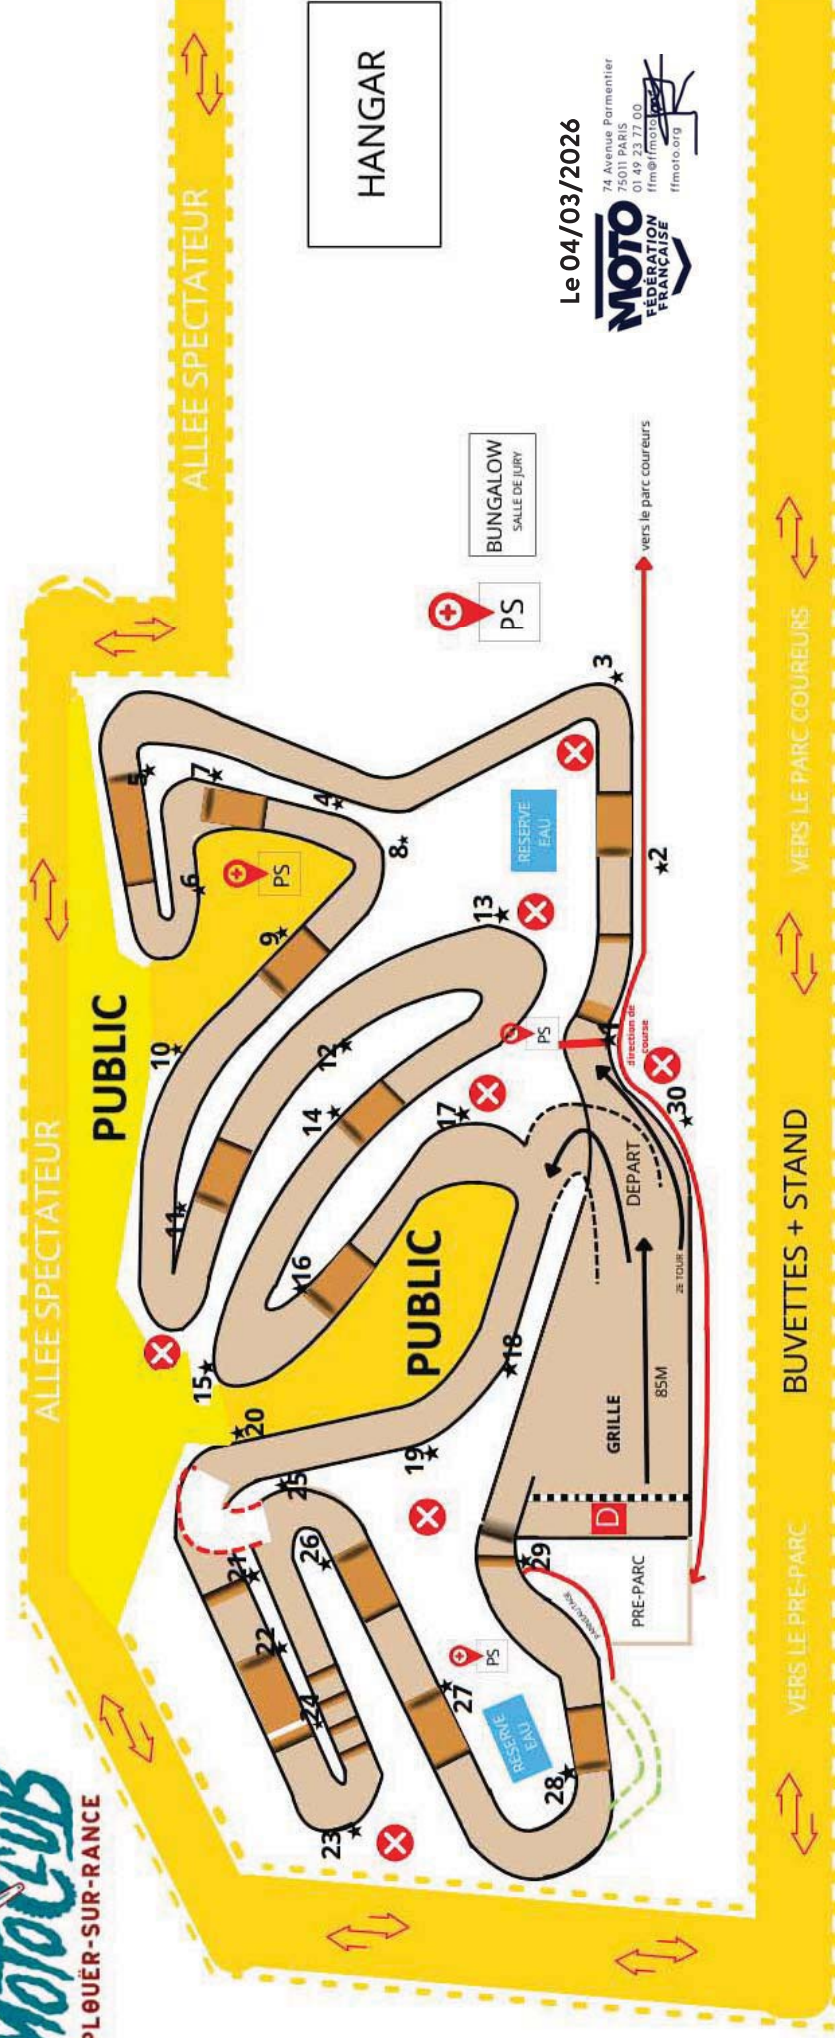 MOTOCLUB
PLOUËR-SUR-RANCE
ALLEE SPECTATEUR
ALLEE SPECTATEUR
HANGAR
PUBLIC
PUBLIC
BUNGALOW
SALLE DE JURY
PS
PS
PS
PS
RESERVE
EAU
RESERVE
EAU
1
2
3
4
5
6
7
8
9
10
11
12
13
14
15
16
17
18
19
20
21
22
23
24
25
26
27
28
29
30
direction de
course
DEPART
2E TOUR
85M
GRILLE
D
PRE-PARC
PANNEAUTAGE
vers le parc coureurs
VERS LE PRE-PARC
BUVETTES + STAND
VERS LE PARC COUREURS
Le 04/03/2026
MOTO
FÉDÉRATION
FRANÇAISE
74 Avenue Parmentier
75011 PARIS
01 49 23 77 00
ffm@ffmoto
ffmoto.org